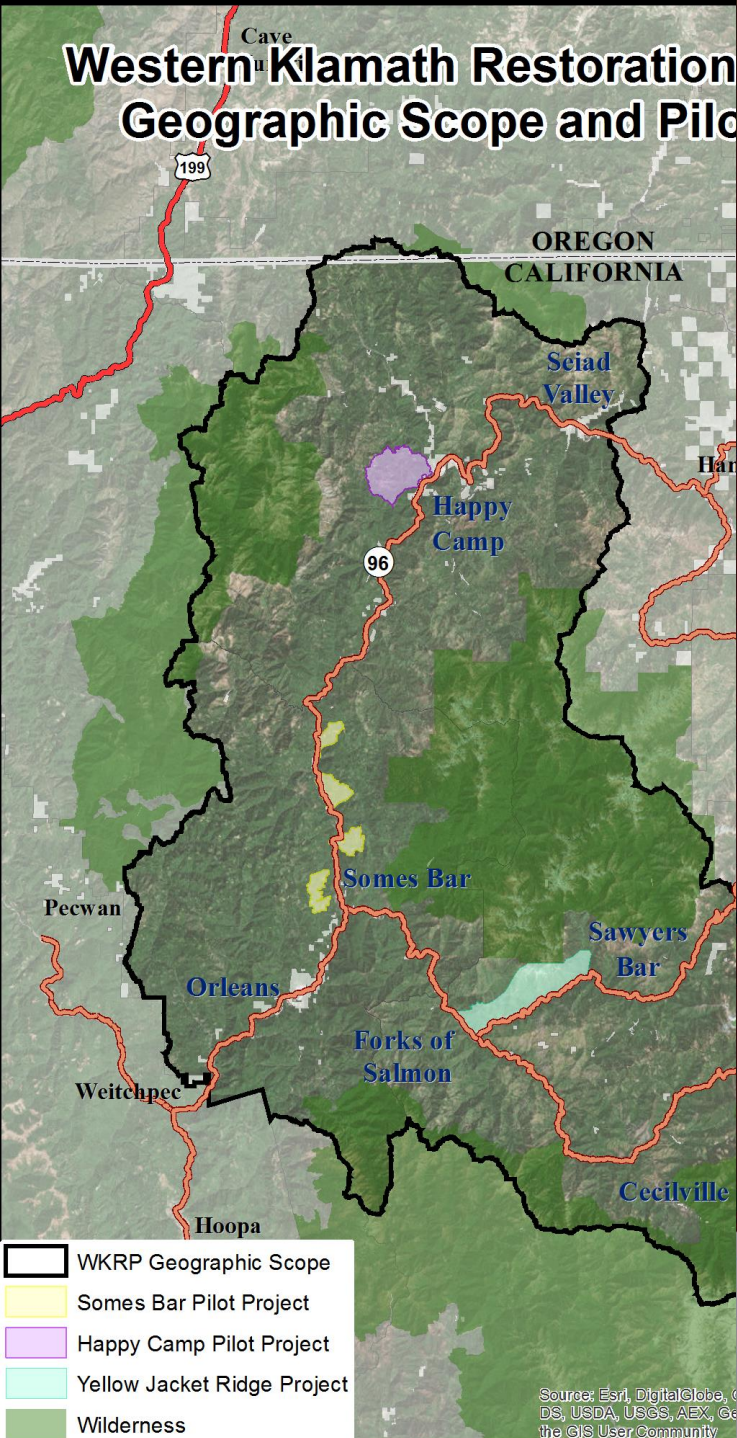 Cave
Western Klamath Restoration
Geographic Scope and
199
OREGON
CALIFORNIA
Seiad
Valley
Happy
Camp
96
Somes Bar
Pecwan
Sawyers
Bar
Orleans
Forks of
Salmon
Weitchpec
Cecilville
Hoopa
WKRP Geographic Scope
Somes Bar Pilot Project
Happy Camp Pilot Project
Yellow Jacket Ridge Project
Wilderness
Source: Esri, DigitalGlobe,
DS, USDA, USGS, AEX,
the GIS User Community